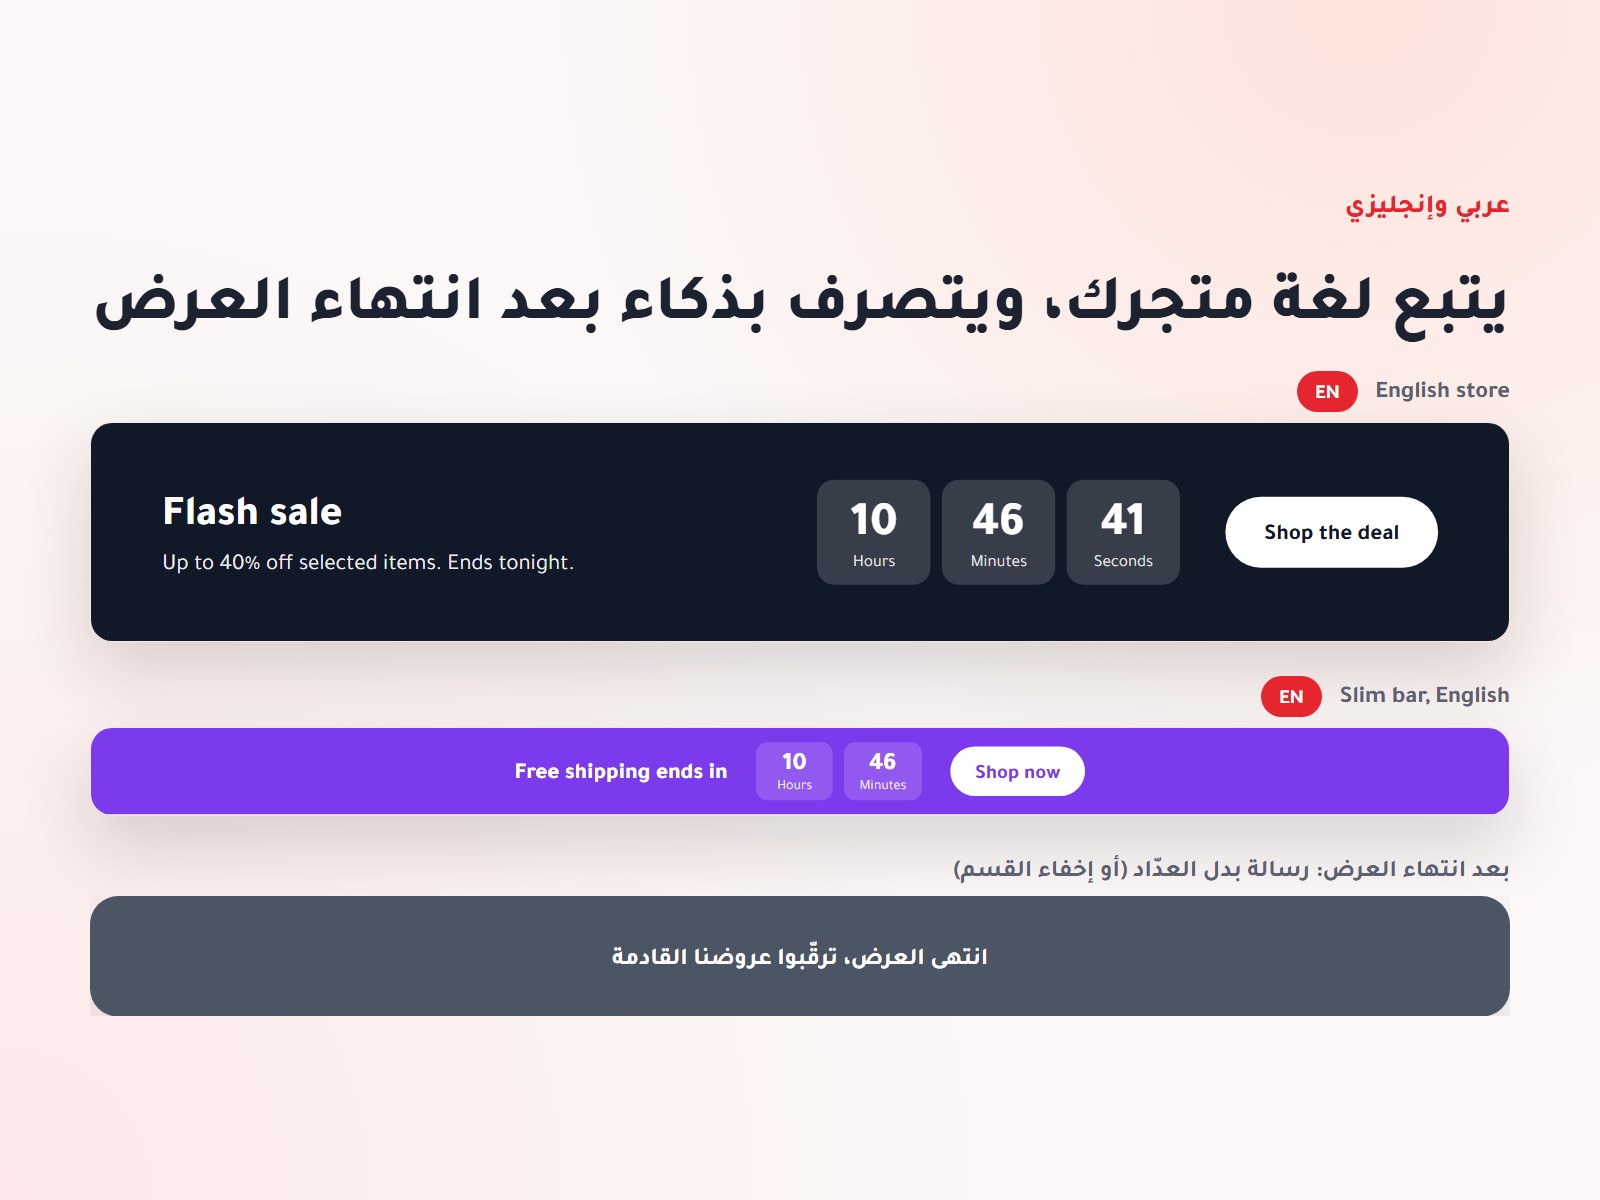 عربي وإنجليزي
يتبع لغة متجرك، ويتصرف بذكاء بعد انتهاء العرض
EN English store
Flash sale
Up to 40% off selected items. Ends tonight.
10 46 41
Hours Minutes Seconds
Shop the deal
EN Slim bar, English
Free shipping ends in
10 46
Hours Minutes
Shop now
بعد انتهاء العرض: رسالة بدل العدّاد (أو إخفاء القسم)
انتهى العرض، ترقّبوا عروضنا القادمة